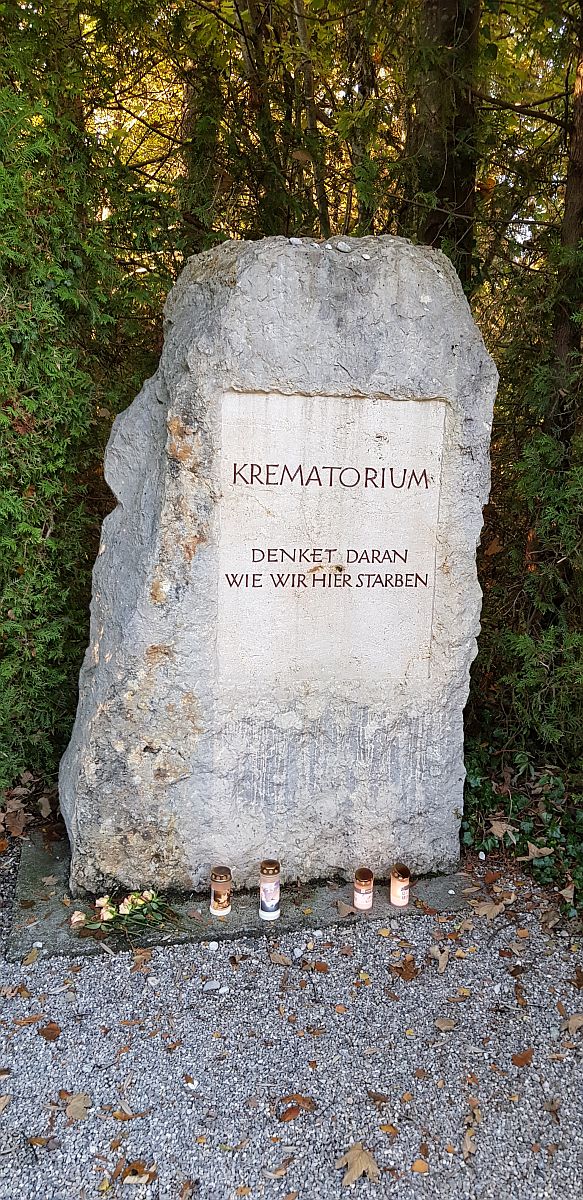 KREMATORIUM
DENKET DARAN
WIE WIR HIER STARBEN